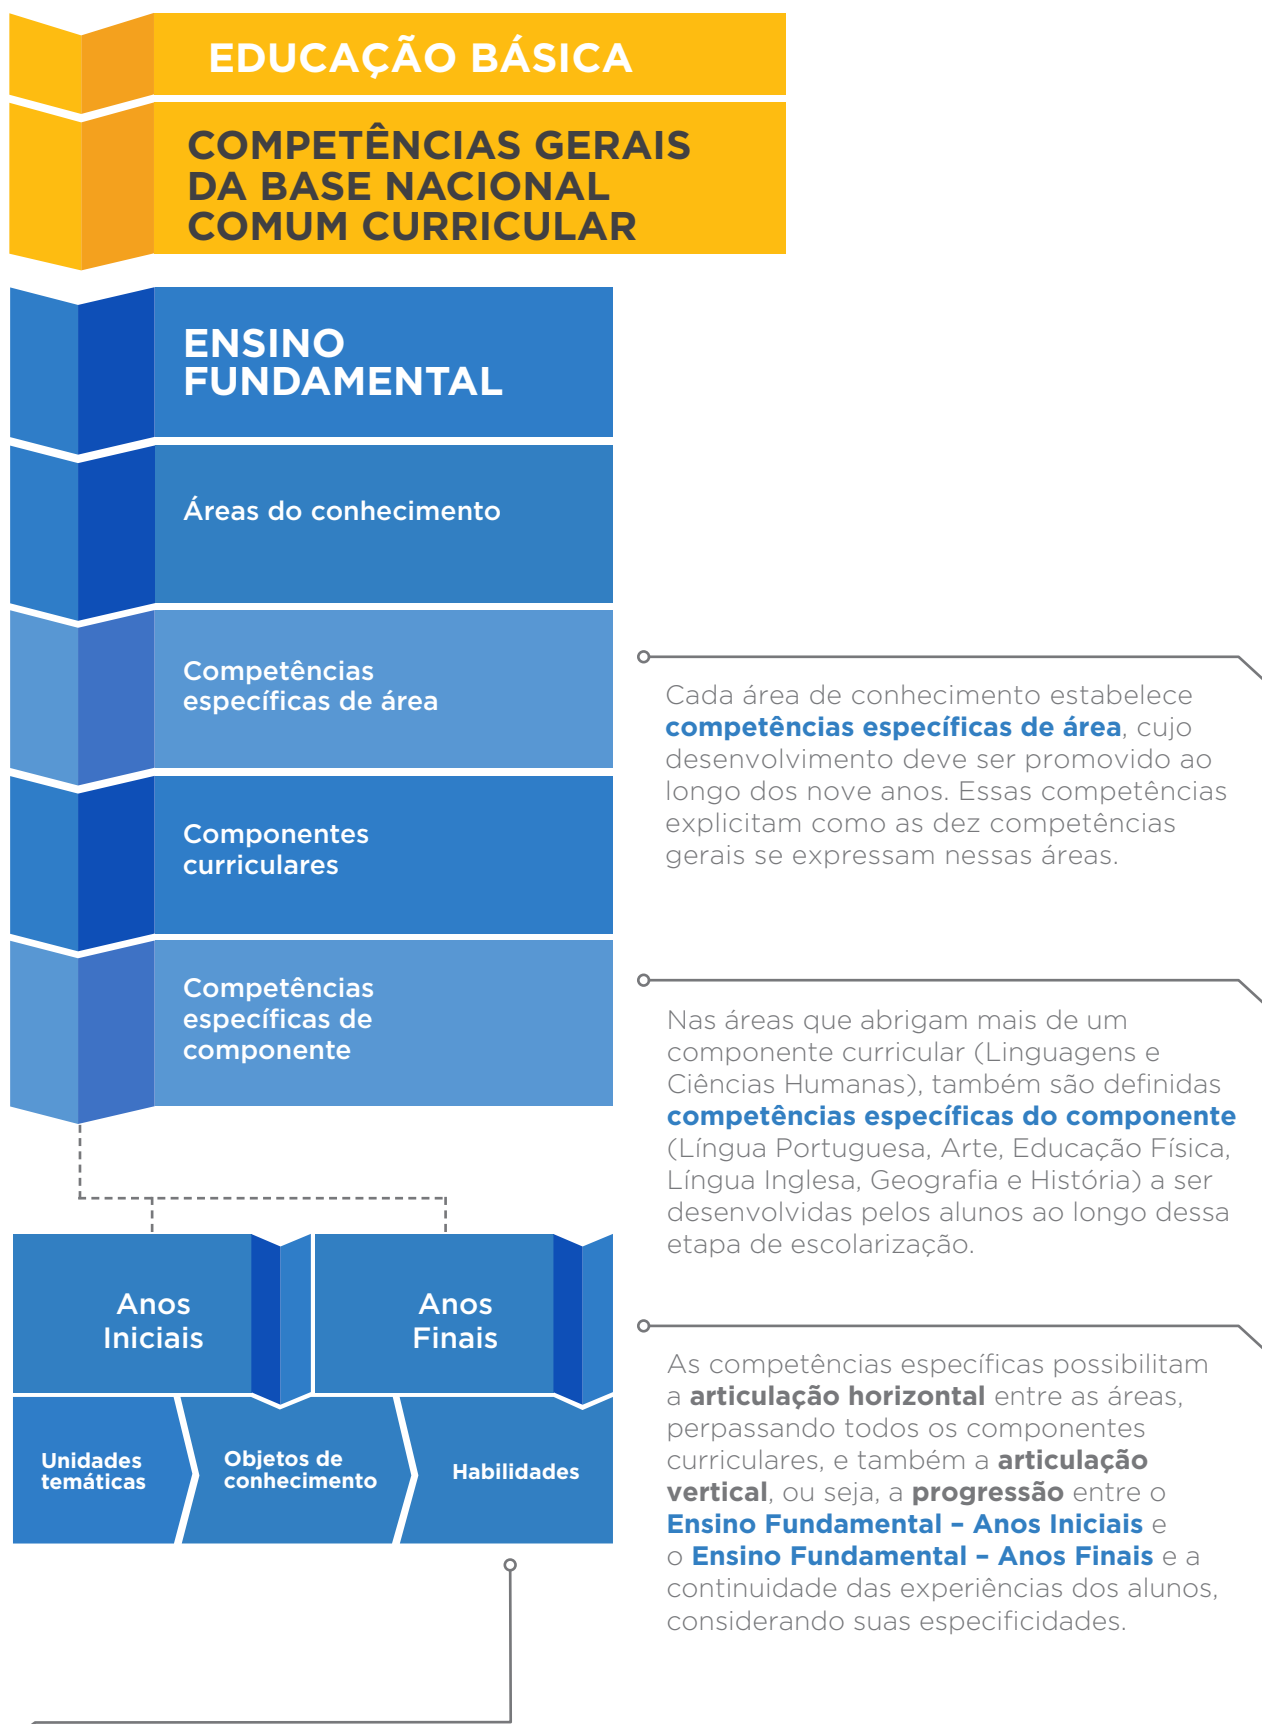 EDUCAÇÃO BÁSICA
COMPETÊNCIAS GERAIS
DA BASE NACIONAL
COMUM CURRICULAR
ENSINO
FUNDAMENTAL
Áreas do conhecimento
Competências
específicas de área
Cada área de conhecimento estabelece
competências específicas de área, cujo
desenvolvimento deve ser promovido ao
longo dos nove anos. Essas competências
explicitam como as dez competências
gerais se expressam nessas áreas.
Componentes
curriculares
Competências
específicas de
componente
Nas áreas que abrigam mais de um
componente curricular (Linguagens e
Ciências Humanas), também são definidas
competências específicas do componente
(Língua Portuguesa, Arte, Educação Física,
Língua Inglesa, Geografia e História) a ser
desenvolvidas pelos alunos ao longo dessa
etapa de escolarização.
Anos
Iniciais
Anos
Finais
As competências específicas possibilitam
a articulação horizontal entre as áreas,
perpassando todos os componentes
curriculares, e também a articulação
vertical, ou seja, a progressão entre o
Ensino Fundamental – Anos Iniciais e
o Ensino Fundamental – Anos Finais e a
continuidade das experiências dos alunos,
considerando suas especificidades.
Unidades
temáticas
Objetos de
conhecimento
Habilidades